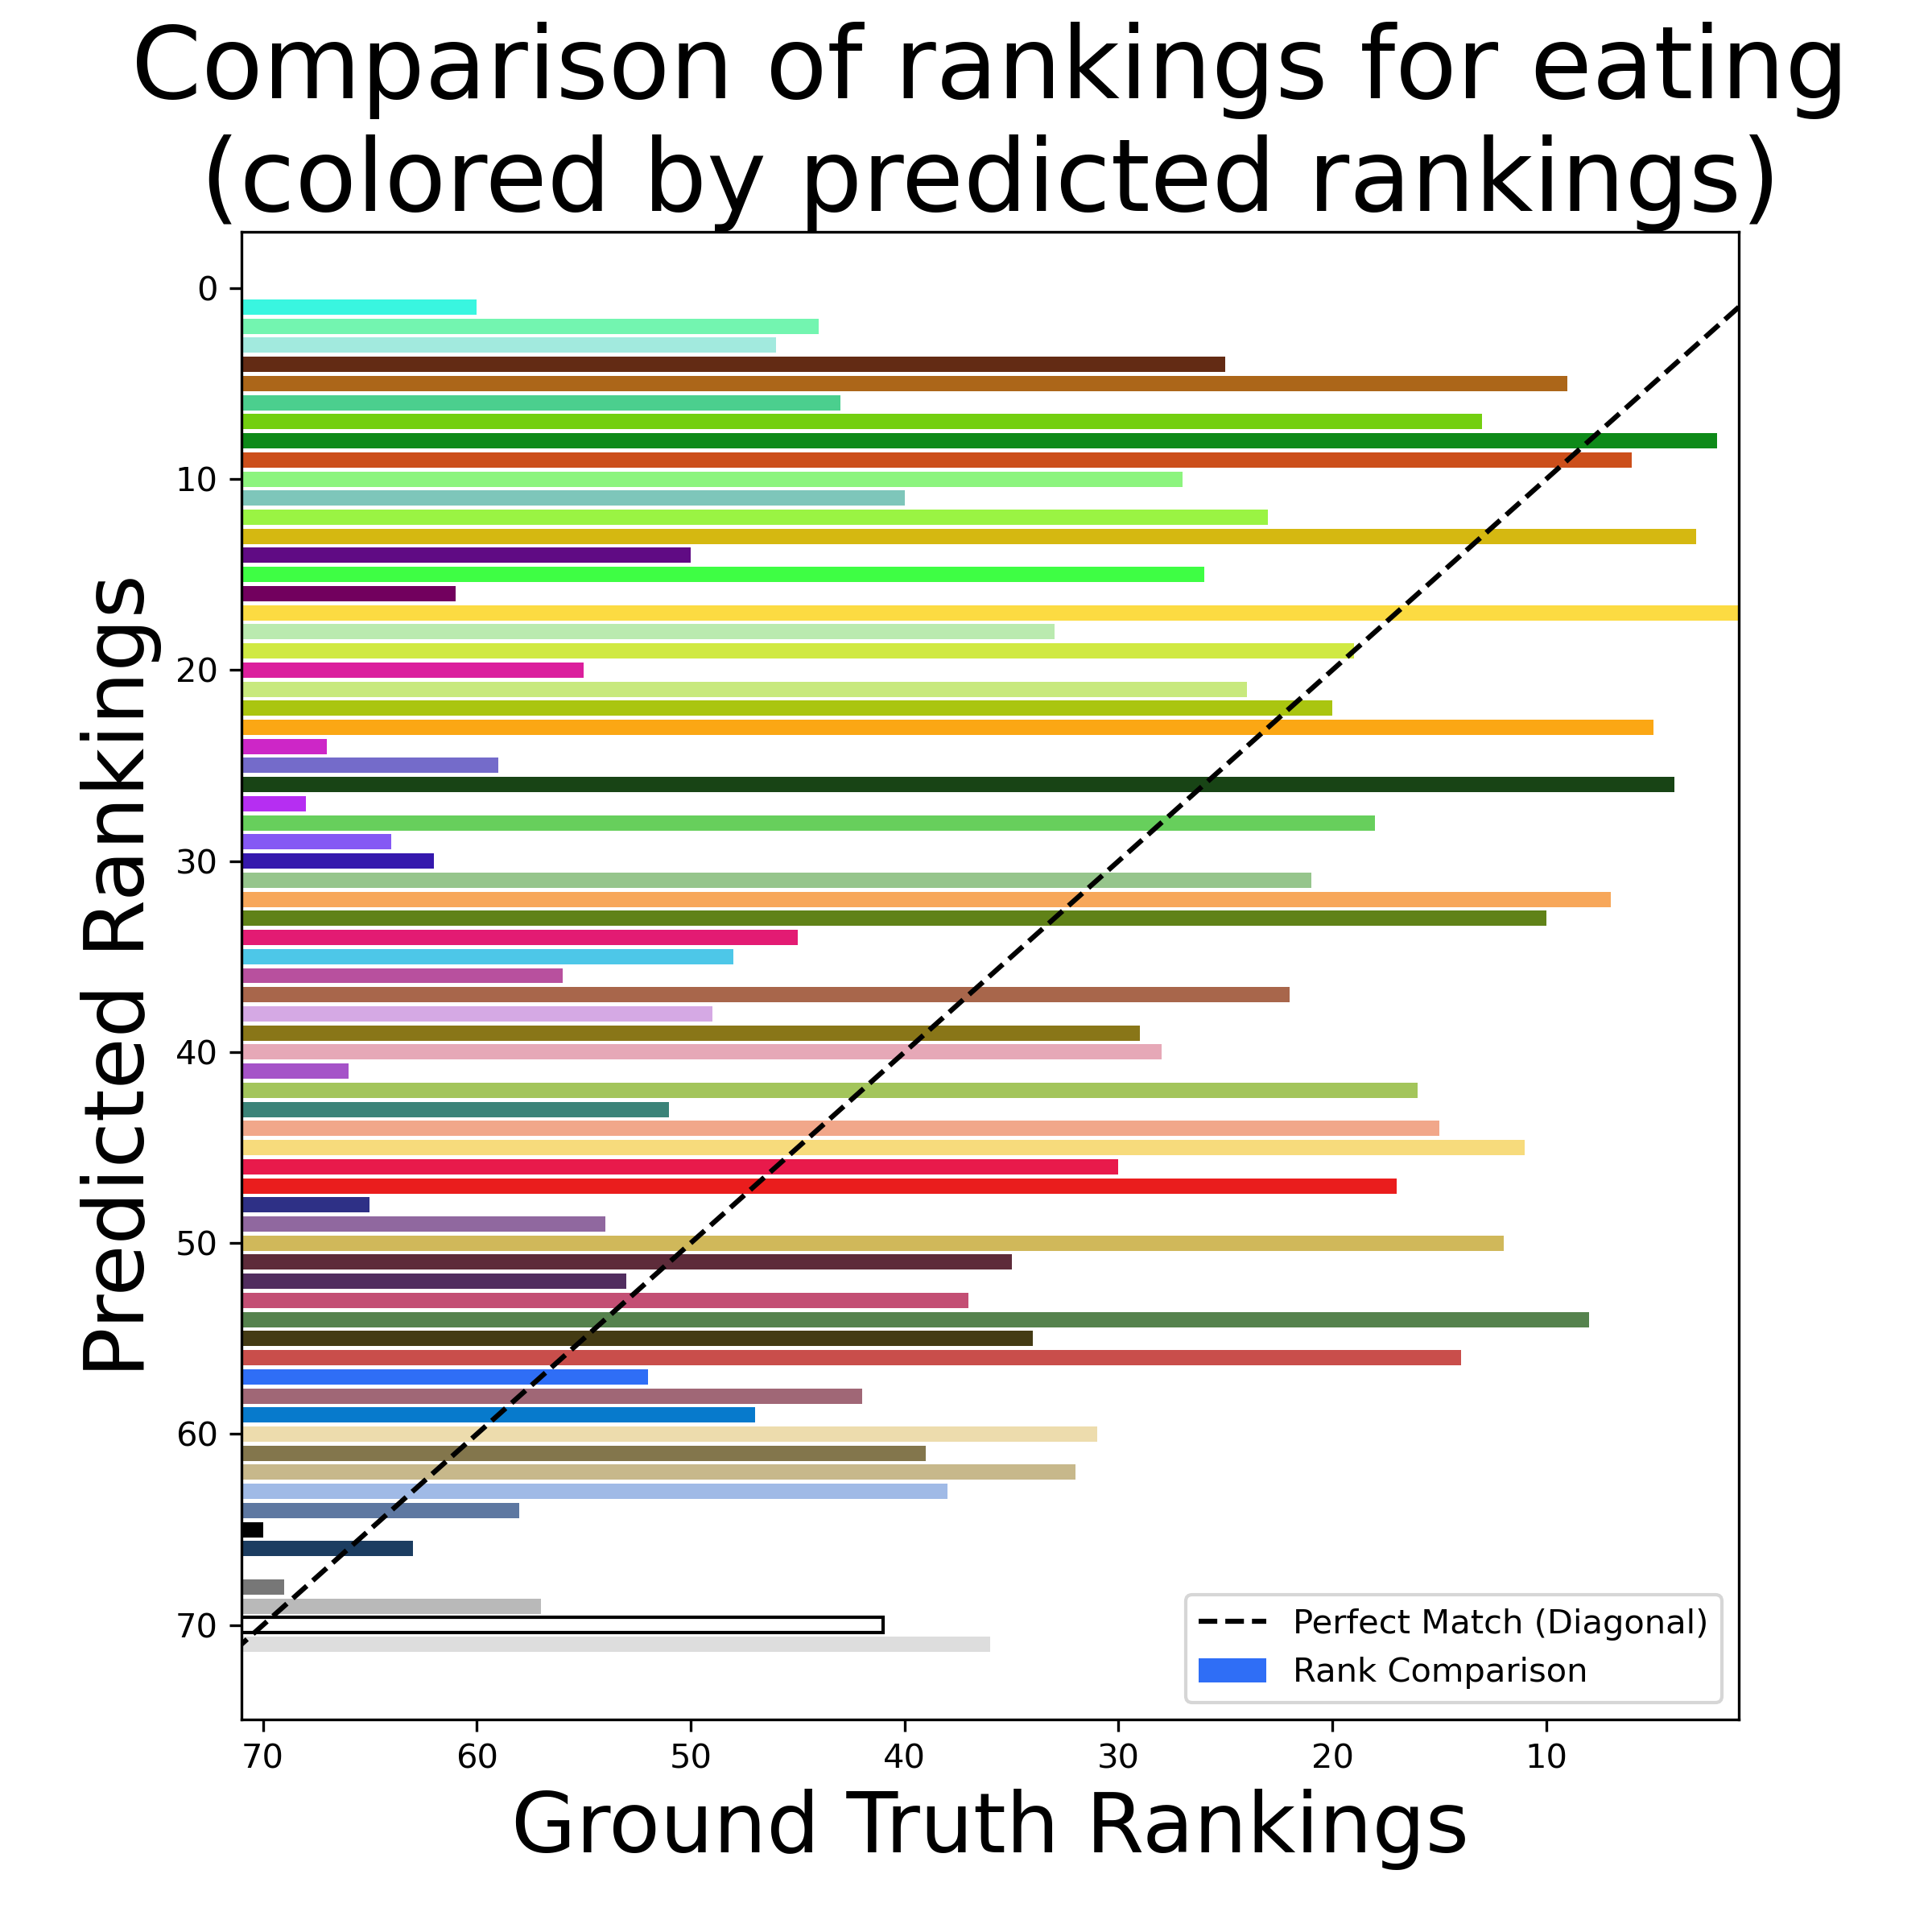 Comparison of rankings for eating
(colored by predicted rankings)
Predicted Rankings
0
10
20
30
40
50
60
70
70 60 50 40 30 20 10
Ground Truth Rankings
Perfect Match (Diagonal)
Rank Comparison